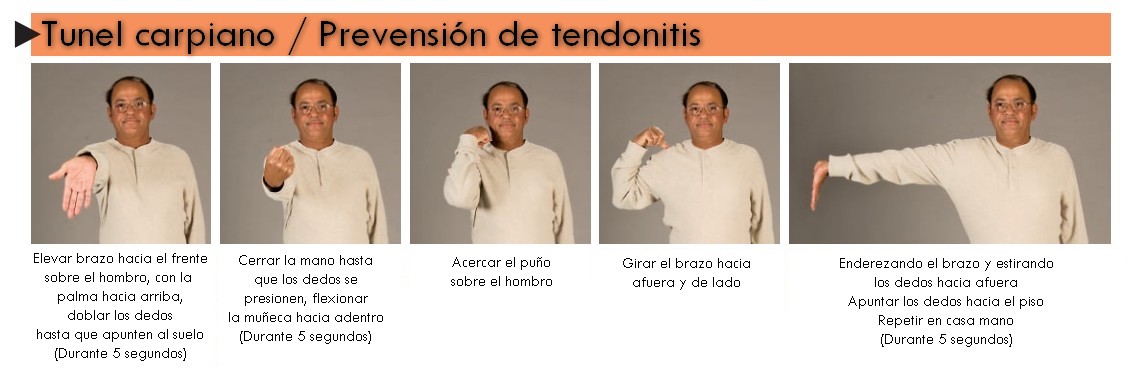 Tunel carpiano / Prevensión de tendonitis
Elevar brazo hacia el frente
sobre el hombro, con la
palma hacia arriba,
doblar los dedos
hasta que apunten al suelo
(Durante 5 segundos)
Cerrar la mano hasta
que los dedos se
presionen, flexionar
la muñeca hacia adentro
(Durante 5 segundos)
Acercar el puño
sobre el hombro
Girar el brazo hacia
afuera y de lado
Enderezando el brazo y estirando
los dedos hacia afuera
Apuntar los dedos hacia el piso
Repetir en casa mano
(Durante 5 segundos)